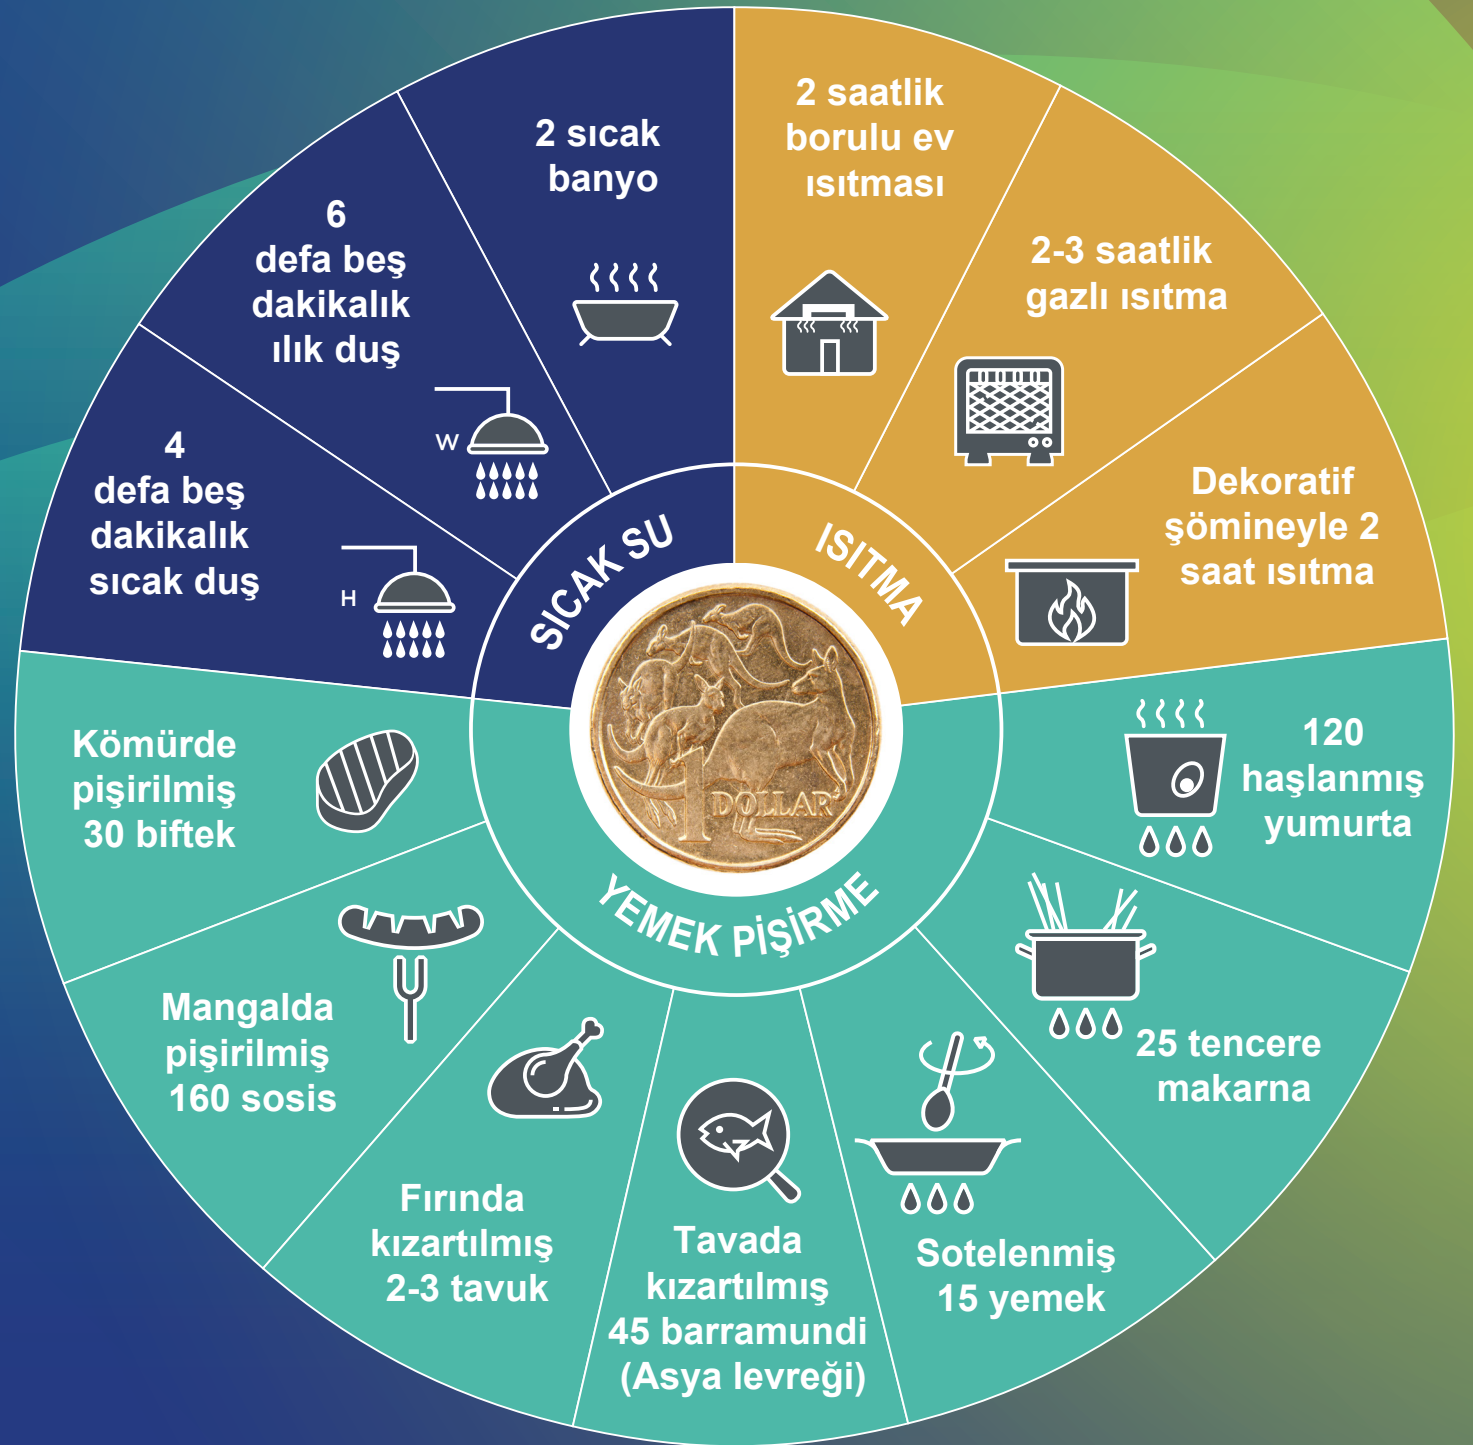 2 saatlik
borulu ev
ısıtması
2-3 saatlik
gazlı ısıtma
Dekoratif
şömineyle 2
saat ısıtma
ISITMA
2 sıcak
banyo
6
defa beş
dakikalık
ılık duş
W
4
defa beş
dakikalık
sıcak duş
H
SICAK SU
1
DOLLAR
120
haşlanmış
yumurta
25 tencere
makarna
Sotelenmiş
15 yemek
Tavada
kızartılmış
45 barramundi
(Asya levreği)
Fırında
kızartılmış
2-3 tavuk
Mangalda
pişirilmiş
160 sosis
Kömürde
pişirilmiş
30 biftek
YEMEK PİŞİRME